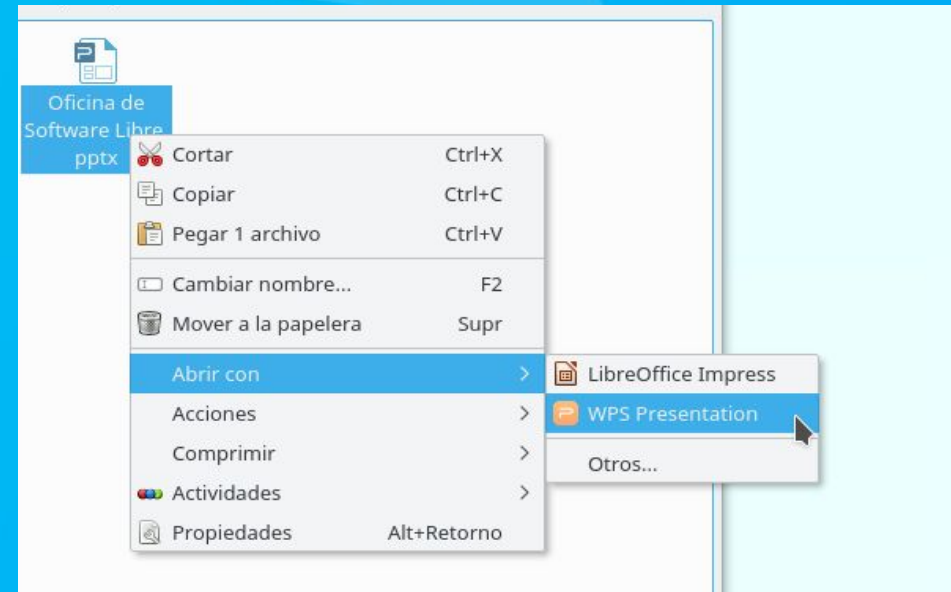 Oficina de
Software Libre.
pptx
Cortar Ctrl+X
Copiar Ctrl+C
Pegar 1 archivo Ctrl+V
Cambiar nombre... F2
Mover a la papelera Supr
Abrir con
LibreOffice Impress
Acciones
WPS Presentation
Comprimir
Otros...
Actividades
Propiedades Alt+Retorno